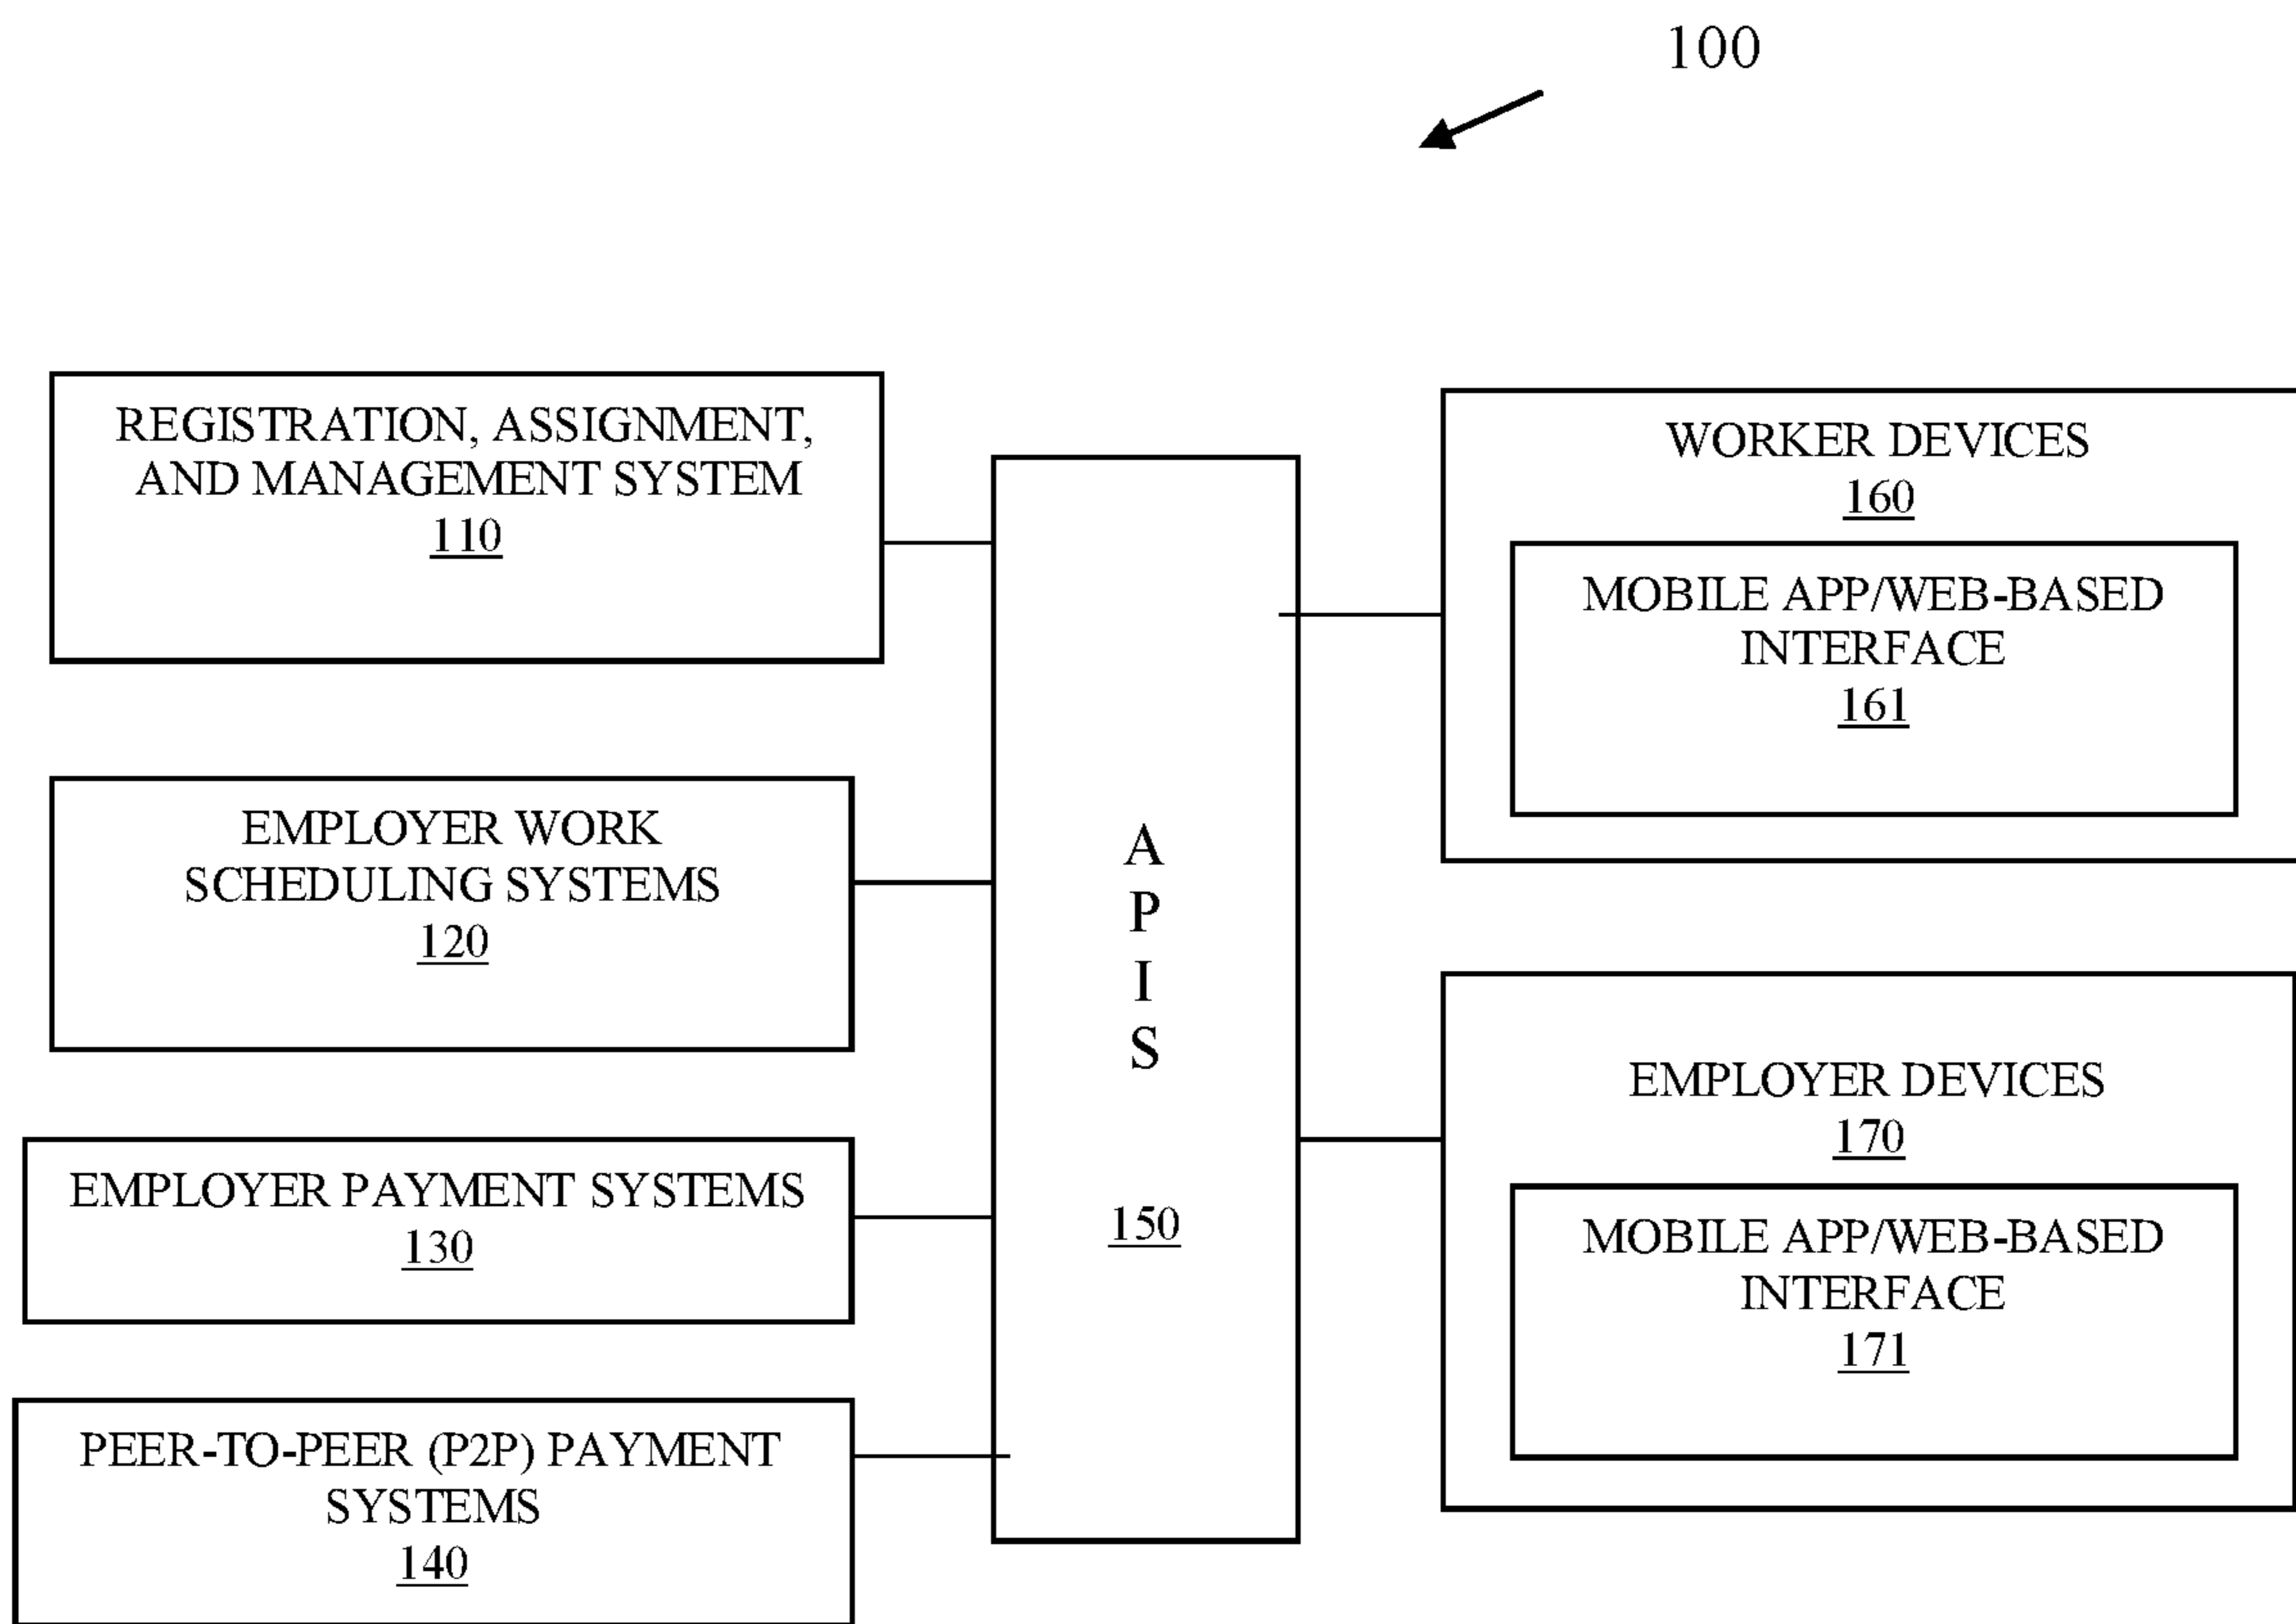 100
REGISTRATION, ASSIGNMENT,
AND MANAGEMENT SYSTEM
110
EMPLOYER WORK
SCHEDULING SYSTEMS
120
EMPLOYER PAYMENT SYSTEMS
130
PEER-TO-PEER (P2P) PAYMENT
SYSTEMS
140
A
P
I
S
150
WORKER DEVICES
160
MOBILE APP/WEB-BASED
INTERFACE
161
EMPLOYER DEVICES
170
MOBILE APP/WEB-BASED
INTERFACE
171